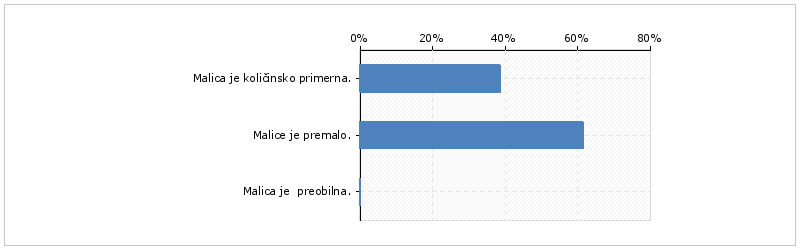 0% 20% 40% 60% 80%
Malica je količinsko primerna.
Malice je premalo.
Malica je  preobilna.